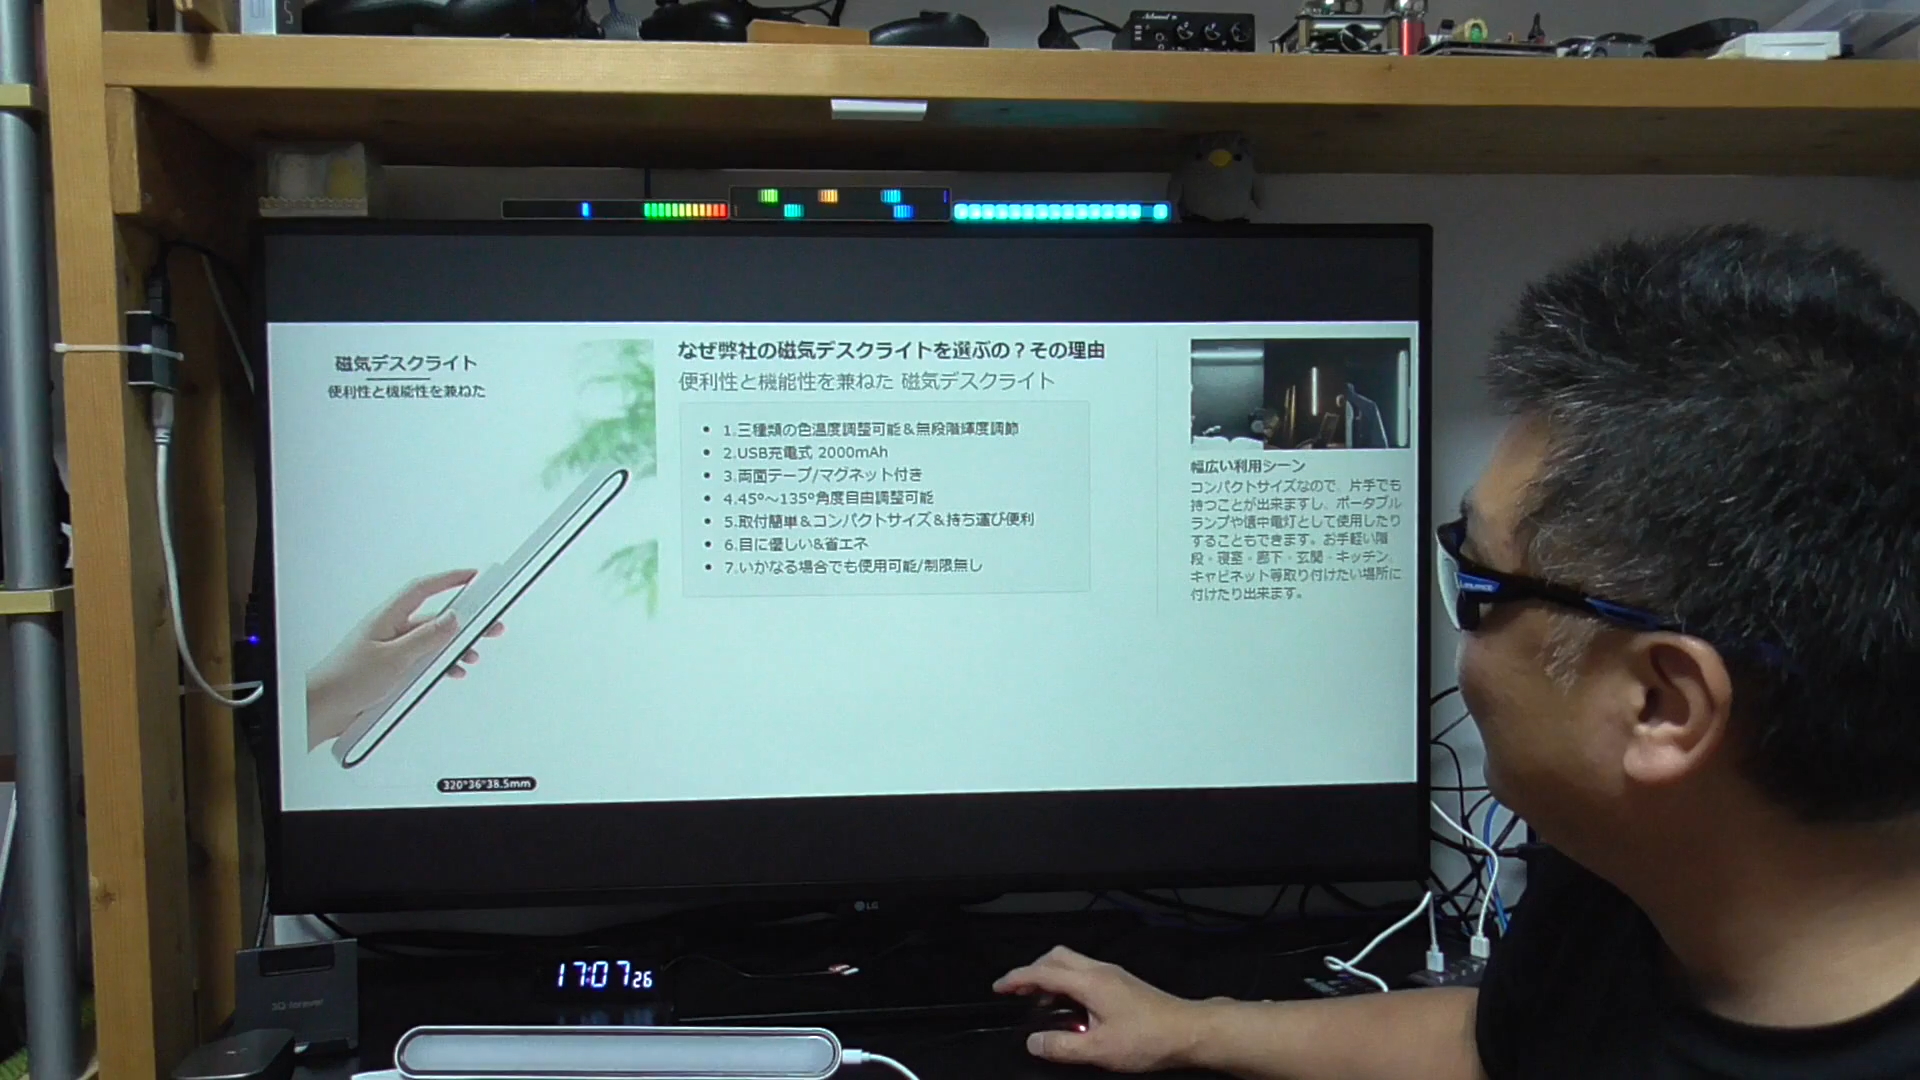 磁気デスクライト
便利性と機能性を兼ねた
320*36*38.5mm
なぜ弊社の磁気デスクライトを選ぶの？その理由
便利性と機能性を兼ねた 磁気デスクライト
1.三種類の色温度調整可能＆無段階輝度調節
2.USB充電式 2000mAh
3.両面テープ/マグネット付き
4.45º～135º角度自由調整可能
5.取付簡単＆コンパクトサイズ＆持ち運び便利
6.目に優しい&省エネ
7.いかなる場合でも使用可能/制限無し
幅広い利用シーン
コンパクトサイズなので、片手でも
持つことが出来ますし、ポータブル
ランプや懐中電灯として使用したり
することもできます。お手軽い階
段・寝室・廊下・玄関・キッチン、
キャビネット等取り付けたい場所に
付けたり出来ます。
LG
17:07 26
3Q forever